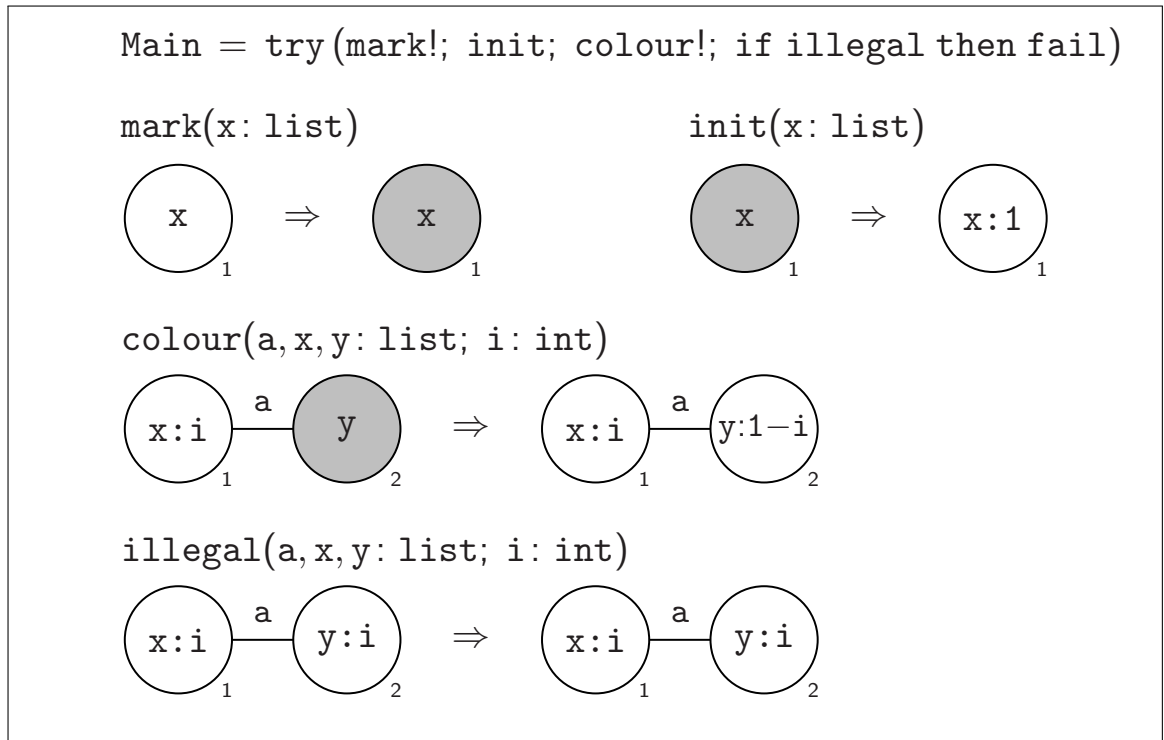 Main = try (mark!; init; colour!; if illegal then fail)
mark(x: list) init(x: list)
x ⇒ x x ⇒ x:1
1 1 1 1
colour(a, x, y: list; i: int)
a a
x:i y ⇒ x:i y:1−i
1 2 1 2
illegal(a, x, y: list; i: int)
a a
x:i y:i ⇒ x:i y:i
1 2 1 2